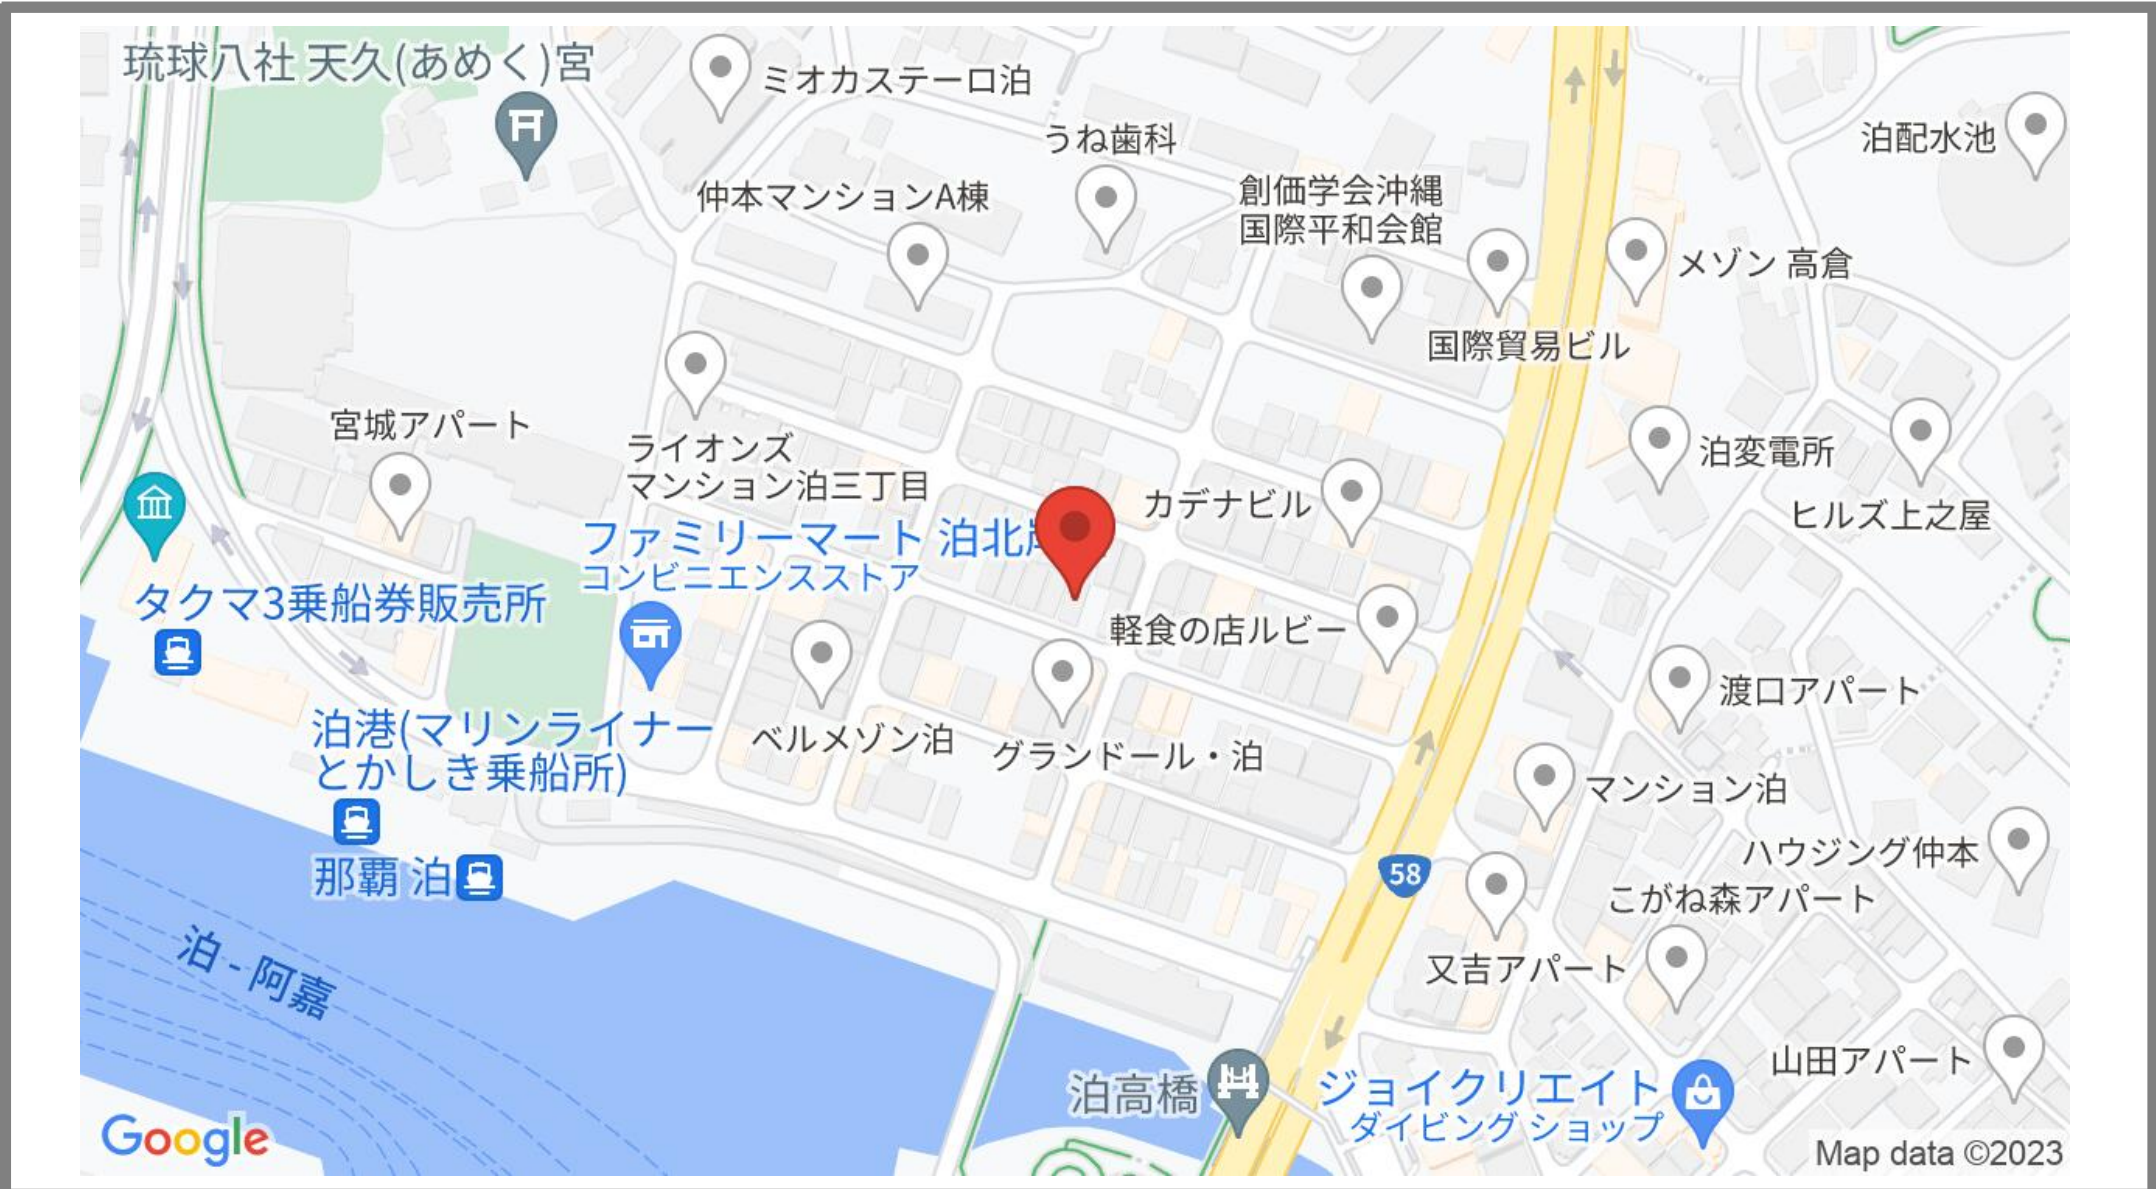 琉球八社 天久(あめく)宮
ミオカステーロ泊
うね歯科
泊配水池
仲本マンションA棟
創価学会沖縄
国際平和会館
メゾン 高倉
国際貿易ビル
宮城アパート
ライオンズ
マンション泊三丁目
泊変電所
カデナビル
ヒルズ上之屋
ファミリーマート 泊北
コンビニエンスストア
タクマ3乗船券販売所
軽食の店ルビー
渡口アパート
泊港(マリンライナー
とかしき乗船所)
ベルメゾン泊
グランドール・泊
マンション泊
ハウジング仲本
那覇 泊
58
こがね森アパート
泊 - 阿嘉
又吉アパート
山田アパート
泊高橋
ジョイクリエイト
ダイビング ショップ
Google
Map data ©2023